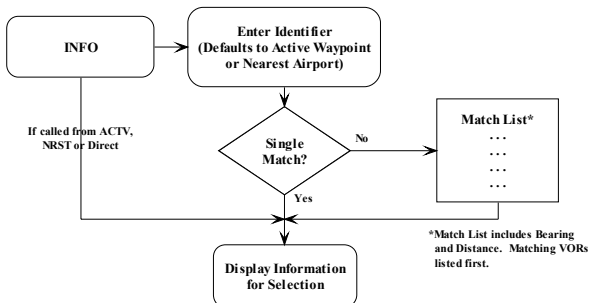 INFO
Enter Identifier
(Defaults to Active Waypoint
or Nearest Airport)
If called from ACTV,
NRST or Direct
Single
Match?
No
Yes
Match List*
. . .
. . .
. . .
. . .
*Match List includes Bearing
and Distance. Matching VORs
listed first.
Display Information
for Selection